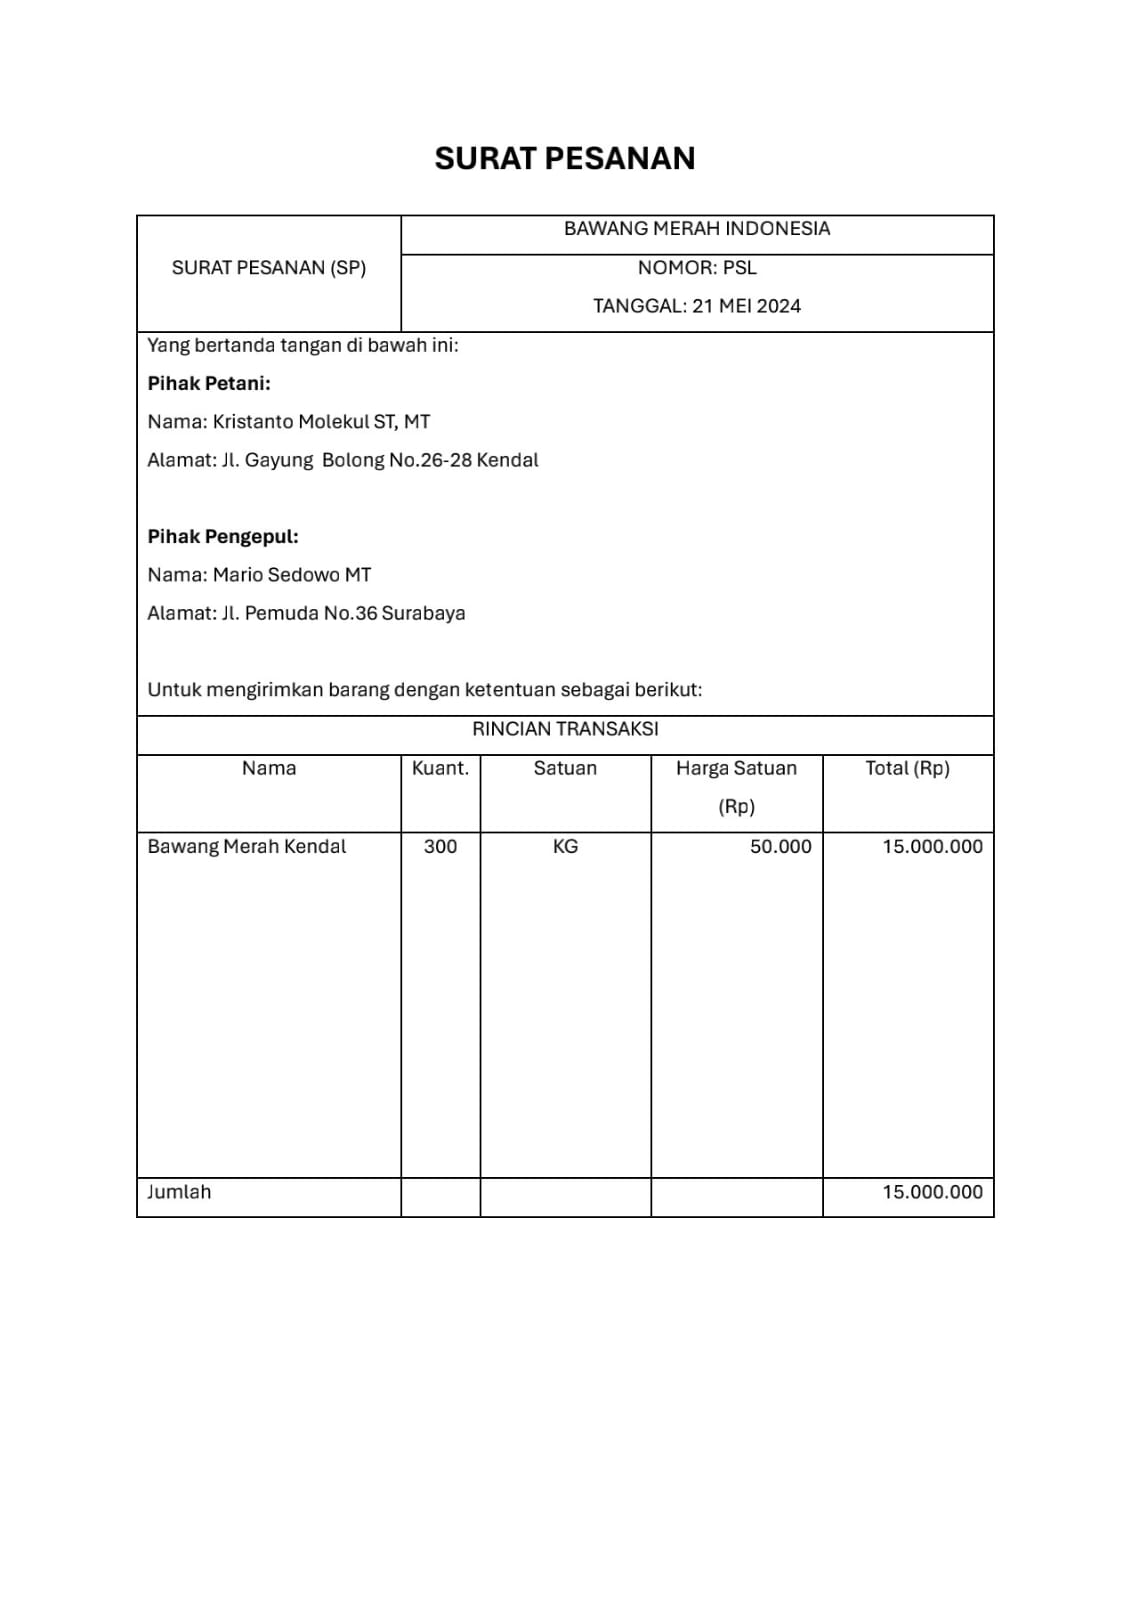 SURAT PESANAN
SURAT PESANAN (SP)
BAWANG MERAH INDONESIA
NOMOR: PSL
TANGGAL: 21 MEI 2024
Yang bertanda tangan di bawah ini:
Pihak Petani:
Nama: Kristanto Molekul ST, MT
Alamat: Jl. Gayung  Bolong No.26-28 Kendal
Pihak Pengepul:
Nama: Mario Sedowo MT
Alamat: Jl. Pemuda No.36 Surabaya
Untuk mengirimkan barang dengan ketentuan sebagai berikut:
RINCIAN TRANSAKSI
Nama Kuant. Satuan Harga Satuan Total (Rp)
(Rp)
Bawang Merah Kendal 300 KG 50.000 15.000.000
Jumlah 15.000.000